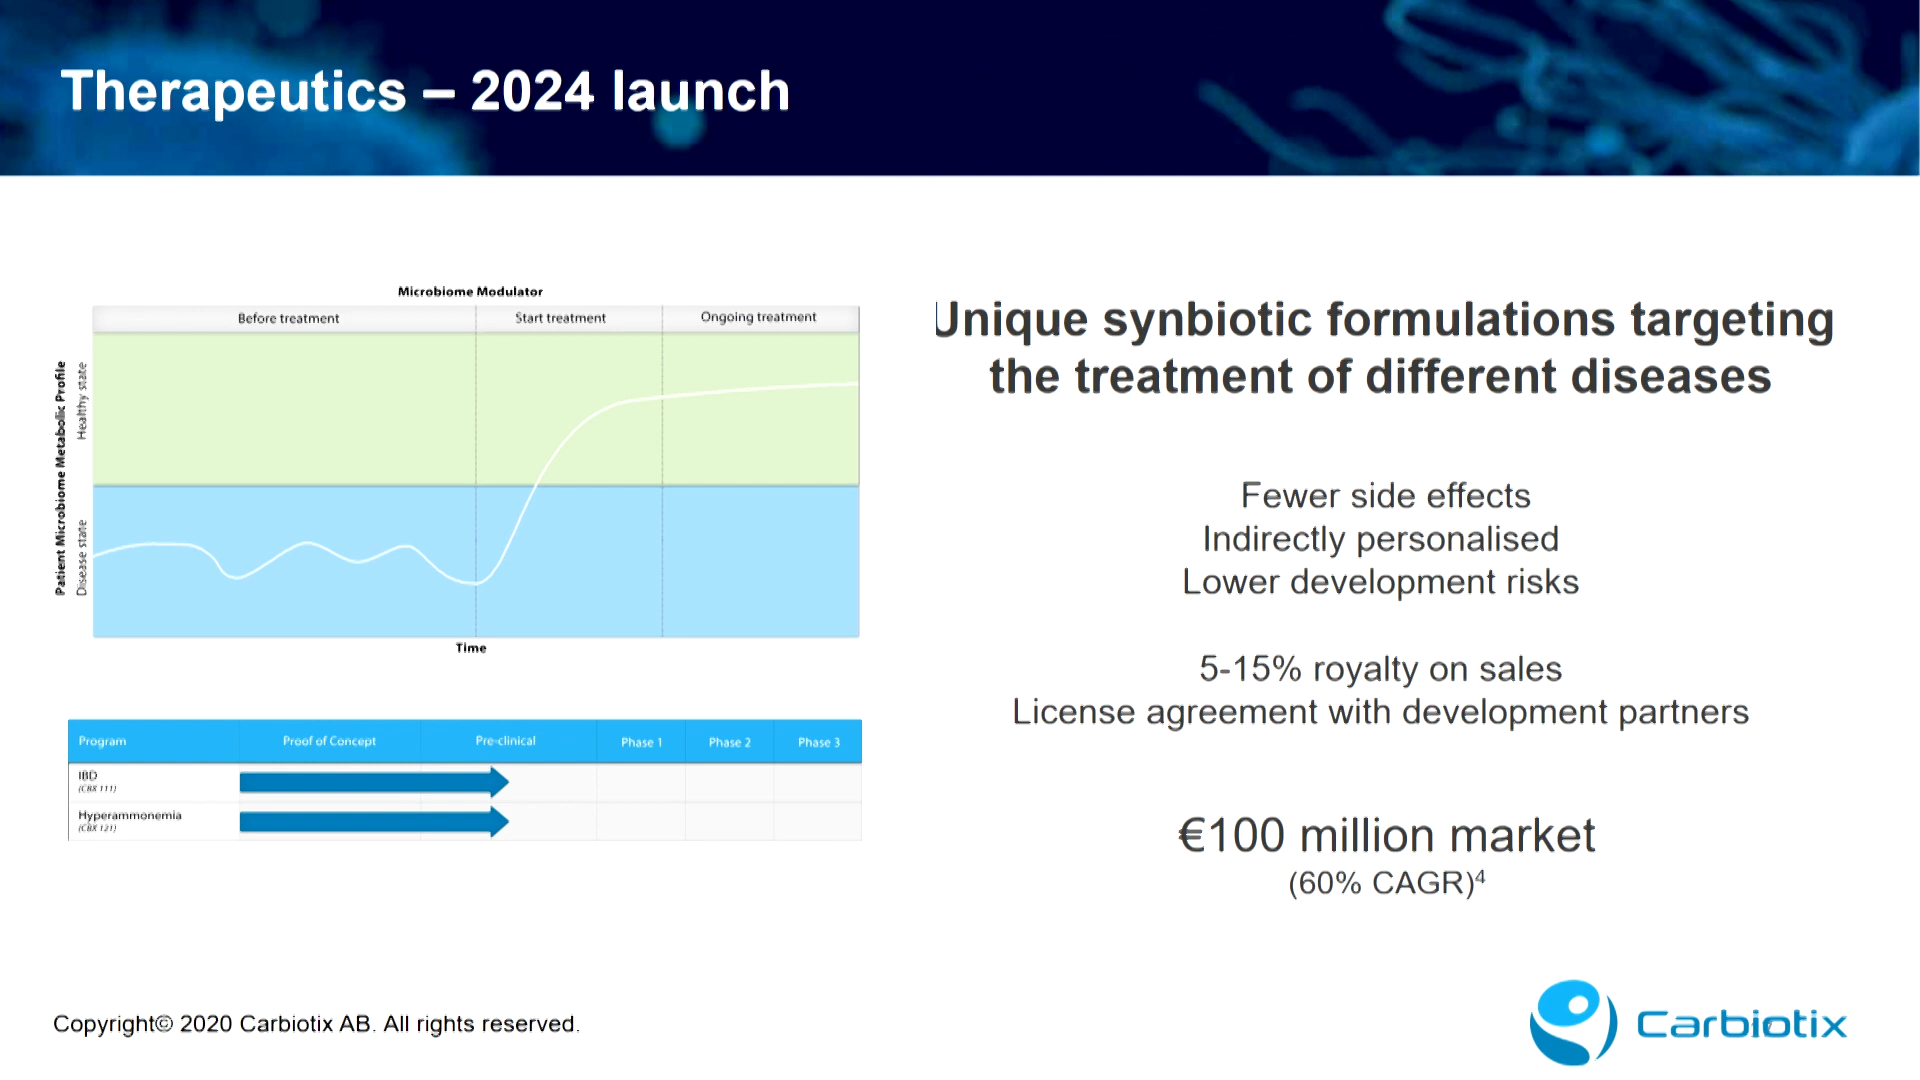 Therapeutics – 2024 launch
Microbiome Modulator
Before treatment
Start treatment
Ongoing treatment
Patient Microbiome Metabolic Profile
Healthy state
Disease state
Time
Program Proof of Concept Pre-clinical Phase 1 Phase 2 Phase 3
IBD
(CBX 111)
Hyperammonemia
(CBX 121)
Unique synbiotic formulations targeting
the treatment of different diseases
Fewer side effects
Indirectly personalised
Lower development risks
5-15% royalty on sales
License agreement with development partners
€100 million market
(60% CAGR)⁴
Copyright© 2020 Carbiotix AB. All rights reserved.
Carbiotix